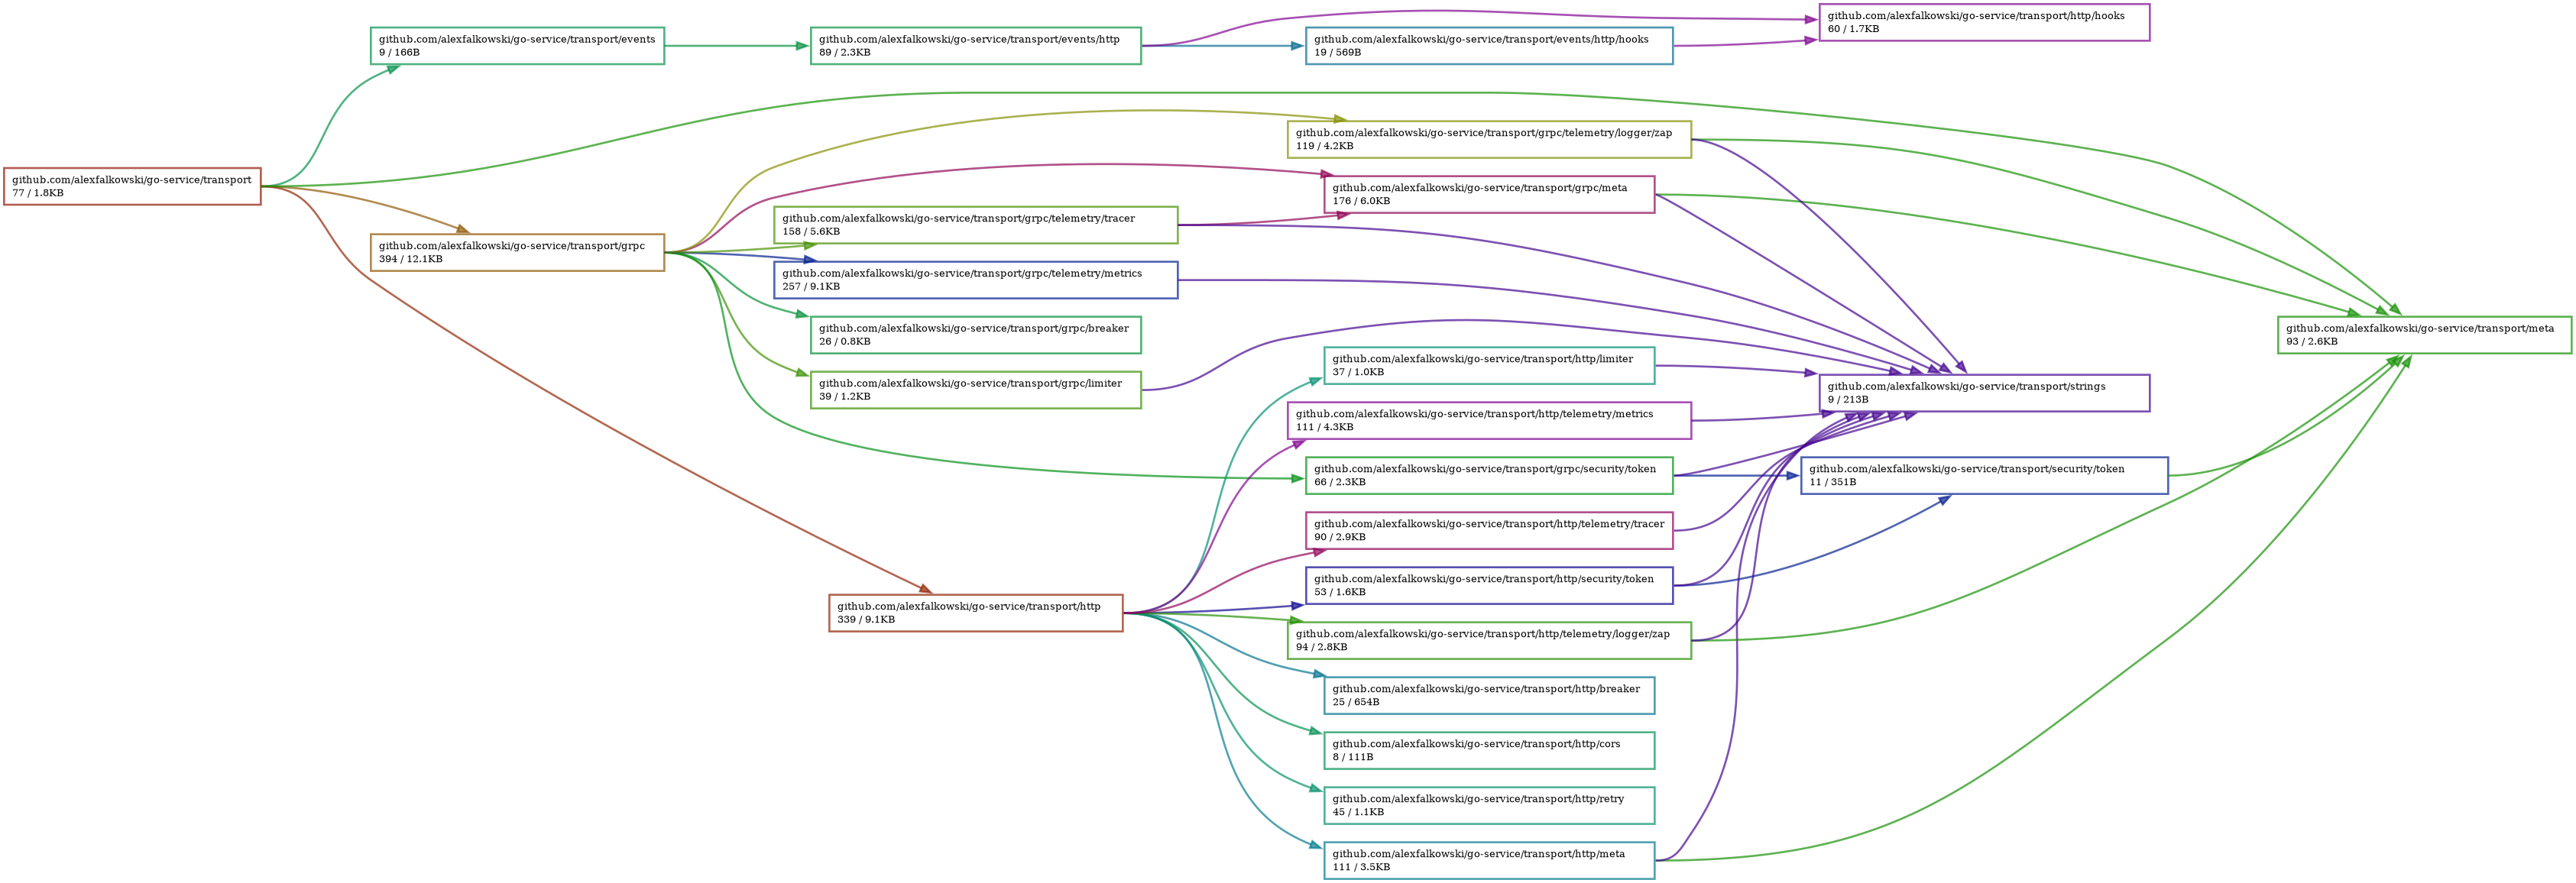 github.com/alexfalkowski/go-service/transport
77 / 1.8KB
github.com/alexfalkowski/go-service/transport/events
9 / 166B
github.com/alexfalkowski/go-service/transport/grpc
394 / 12.1KB
github.com/alexfalkowski/go-service/transport/events/http
89 / 2.3KB
github.com/alexfalkowski/go-service/transport/grpc/telemetry/tracer
158 / 5.6KB
github.com/alexfalkowski/go-service/transport/grpc/telemetry/metrics
257 / 9.1KB
github.com/alexfalkowski/go-service/transport/grpc/breaker
26 / 0.8KB
github.com/alexfalkowski/go-service/transport/grpc/limiter
39 / 1.2KB
github.com/alexfalkowski/go-service/transport/http
339 / 9.1KB
github.com/alexfalkowski/go-service/transport/events/http/hooks
19 / 569B
github.com/alexfalkowski/go-service/transport/grpc/telemetry/logger/zap
119 / 4.2KB
github.com/alexfalkowski/go-service/transport/grpc/meta
176 / 6.0KB
github.com/alexfalkowski/go-service/transport/http/limiter
37 / 1.0KB
github.com/alexfalkowski/go-service/transport/http/telemetry/metrics
111 / 4.3KB
github.com/alexfalkowski/go-service/transport/grpc/security/token
66 / 2.3KB
github.com/alexfalkowski/go-service/transport/http/telemetry/tracer
90 / 2.9KB
github.com/alexfalkowski/go-service/transport/http/security/token
53 / 1.6KB
github.com/alexfalkowski/go-service/transport/http/telemetry/logger/zap
94 / 2.8KB
github.com/alexfalkowski/go-service/transport/http/breaker
25 / 654B
github.com/alexfalkowski/go-service/transport/http/cors
8 / 111B
github.com/alexfalkowski/go-service/transport/http/retry
45 / 1.1KB
github.com/alexfalkowski/go-service/transport/http/meta
111 / 3.5KB
github.com/alexfalkowski/go-service/transport/http/hooks
60 / 1.7KB
github.com/alexfalkowski/go-service/transport/strings
9 / 213B
github.com/alexfalkowski/go-service/transport/security/token
11 / 351B
github.com/alexfalkowski/go-service/transport/meta
93 / 2.6KB